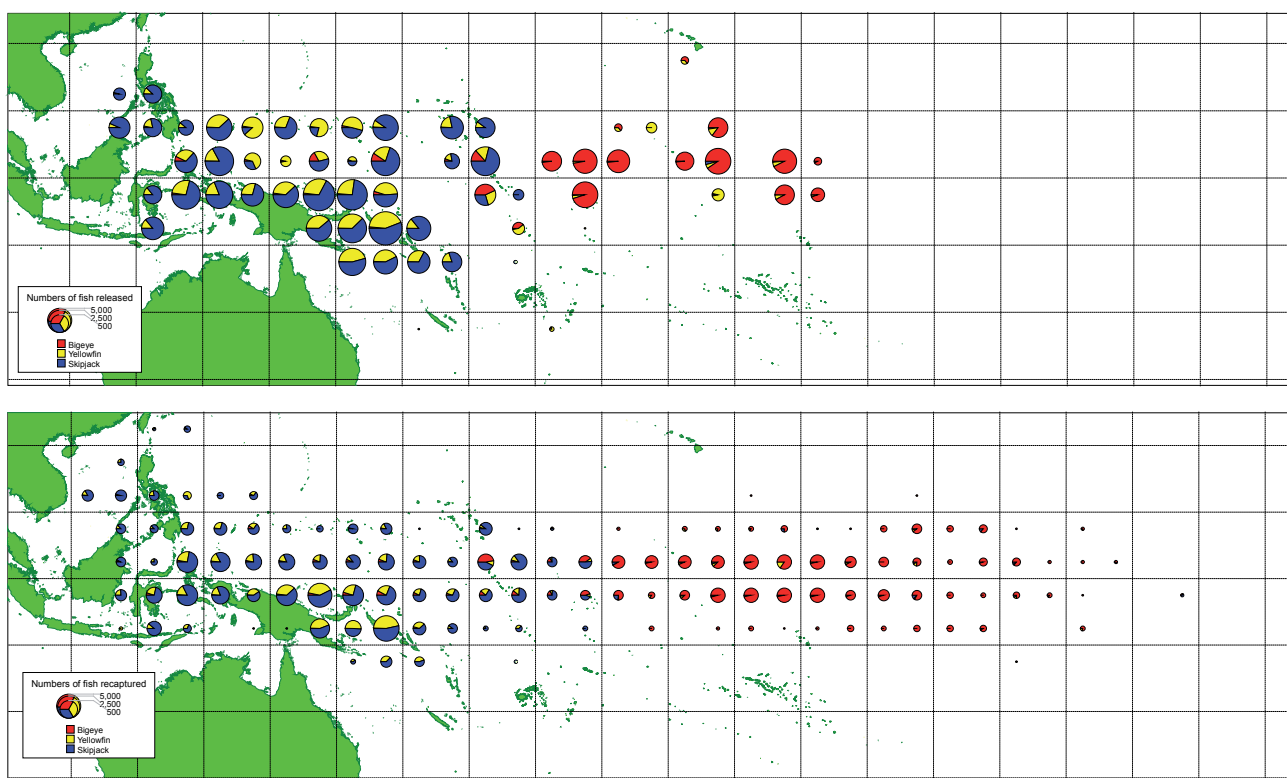 Numbers of fish released
5,000
2,500
500
Bigeye
Yellowfin
Skipjack
Numbers of fish recaptured
5,000
2,500
500
Bigeye
Yellowfin
Skipjack